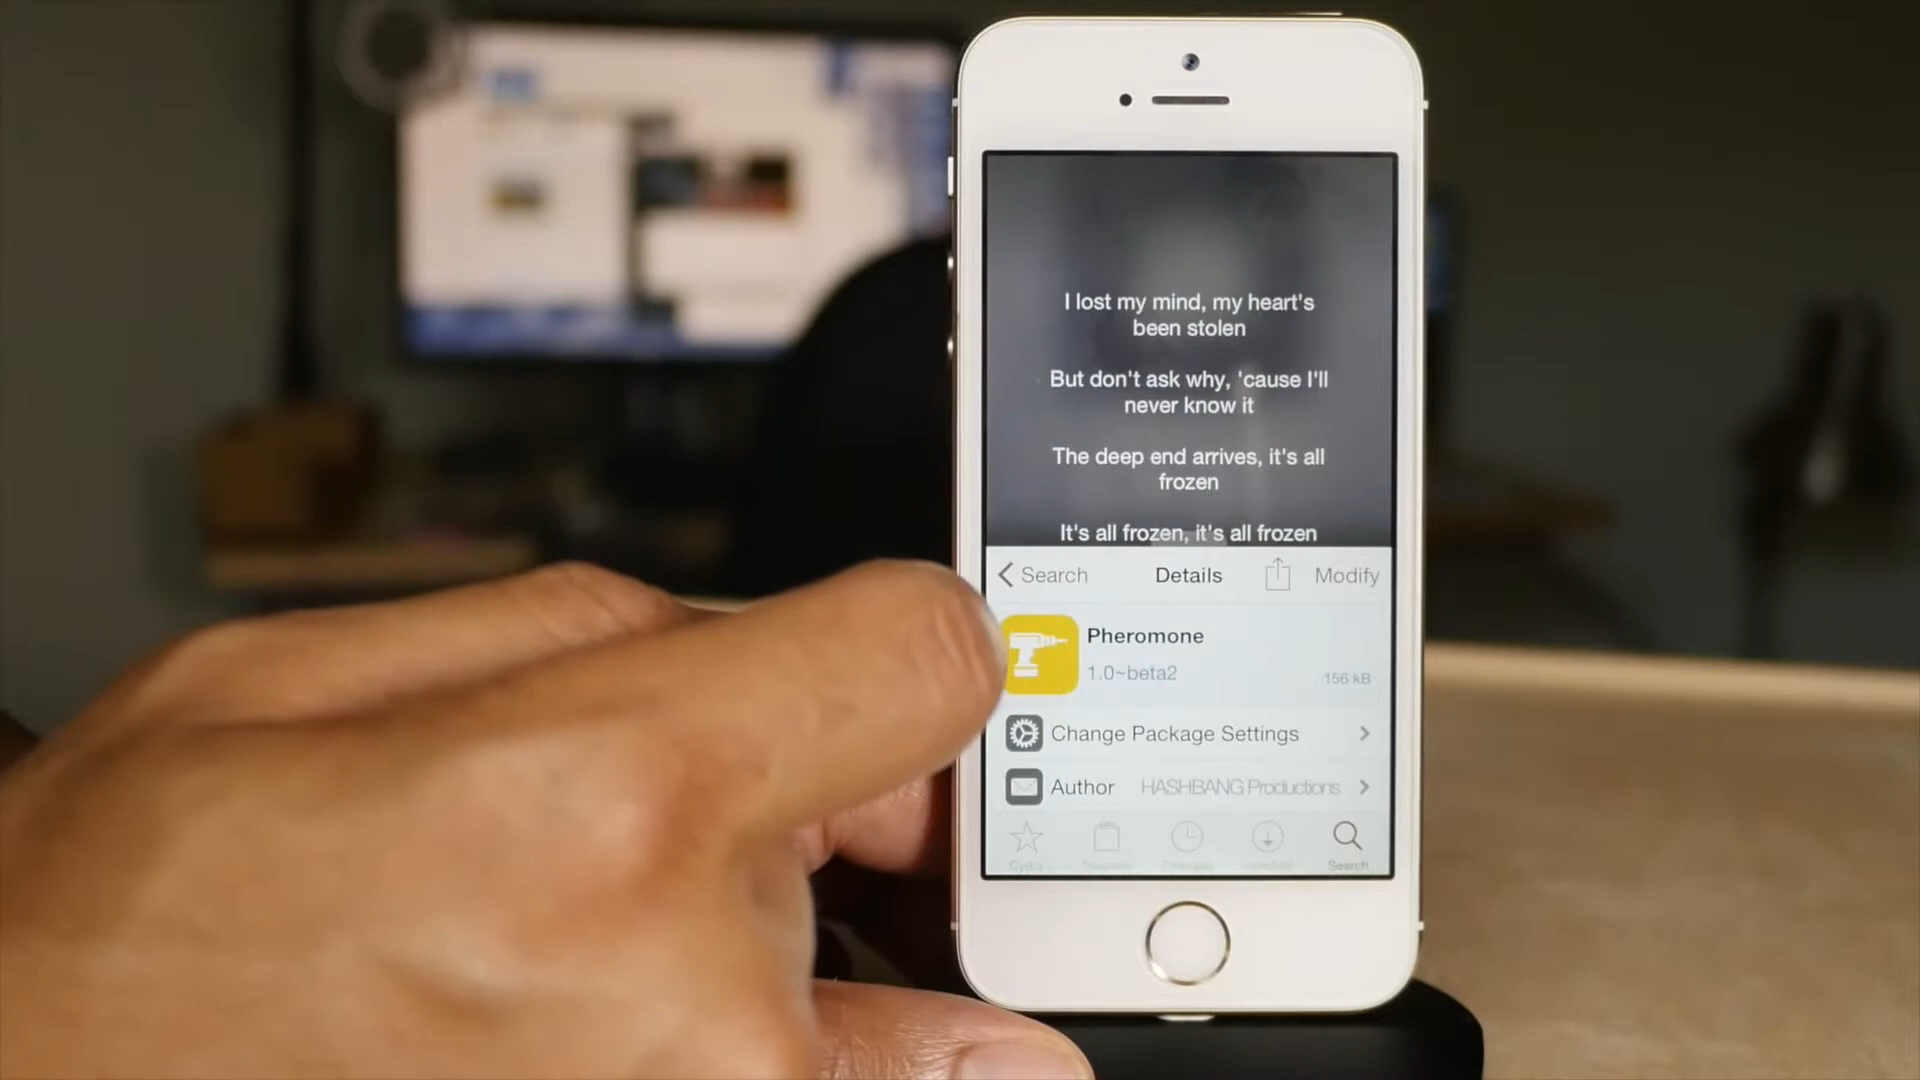 I lost my mind, my heart's
been stolen
But don't ask why, 'cause I'll
never know it
The deep end arrives, it's all
frozen
It's all frozen, it's all frozen
Search Details Modify
Pheromone
1.0~beta2 156 kB
Change Package Settings
Author HASHBANG Productions
Cydia Search